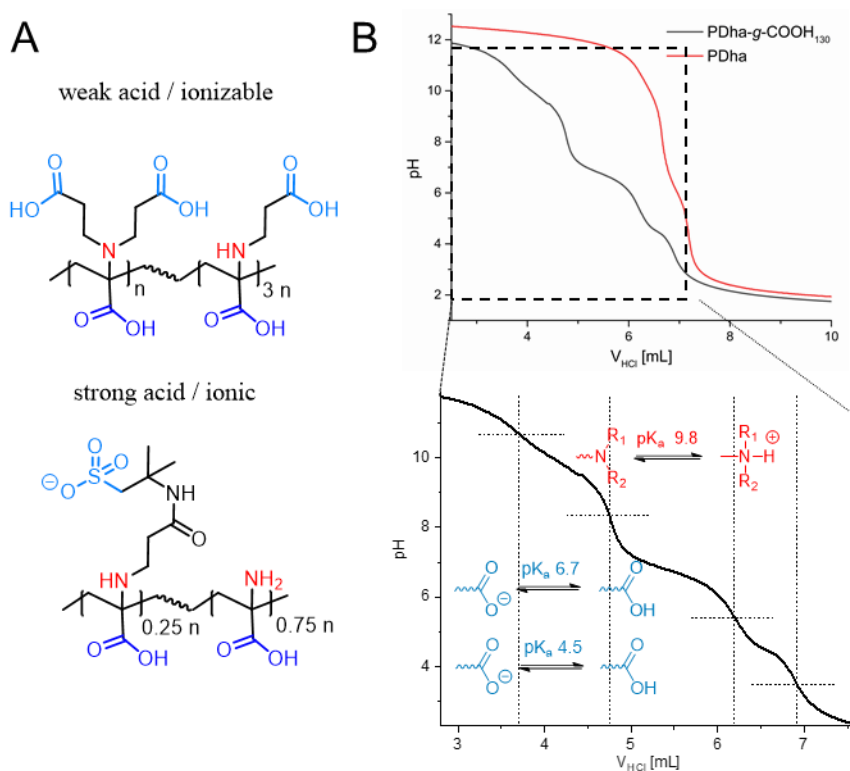 A
weak acid / ionizable
O
HO
O
OH
O
OH
N
HN
n
3 n
O
OH
O
OH
strong acid / ionic
O
S
O
⊖O
NH
O
HN
NH2
0.25 n
0.75 n
O
OH
O
OH
B
PDha-g-COOH130
PDha
pH
12
10
8
6
4
2
4
6
8
10
VHCl [mL]
pH
10
8
6
4
3
4
5
6
7
VHCl [mL]
N
R1
R2
pKa 9.8
R1
N
H
⊕
R2
O
O⊖
pKa 6.7
O
OH
O
O⊖
pKa 4.5
O
OH